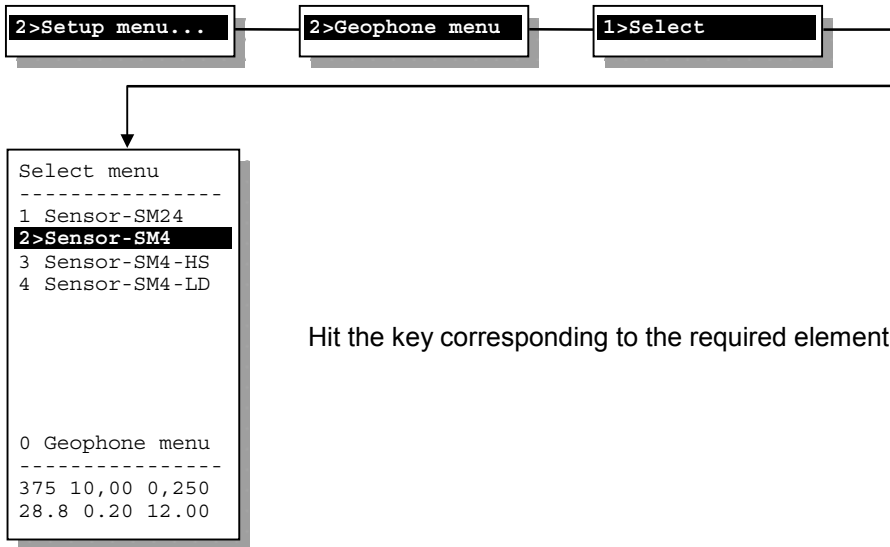 2>Setup menu... 2>Geophone menu 1>Select
Select menu
----------------
1 Sensor-SM24
2>Sensor-SM4
3 Sensor-SM4-HS
4 Sensor-SM4-LD
Hit the key corresponding to the required element
0 Geophone menu
----------------
375 10,00 0,250
28.8 0.20 12.00